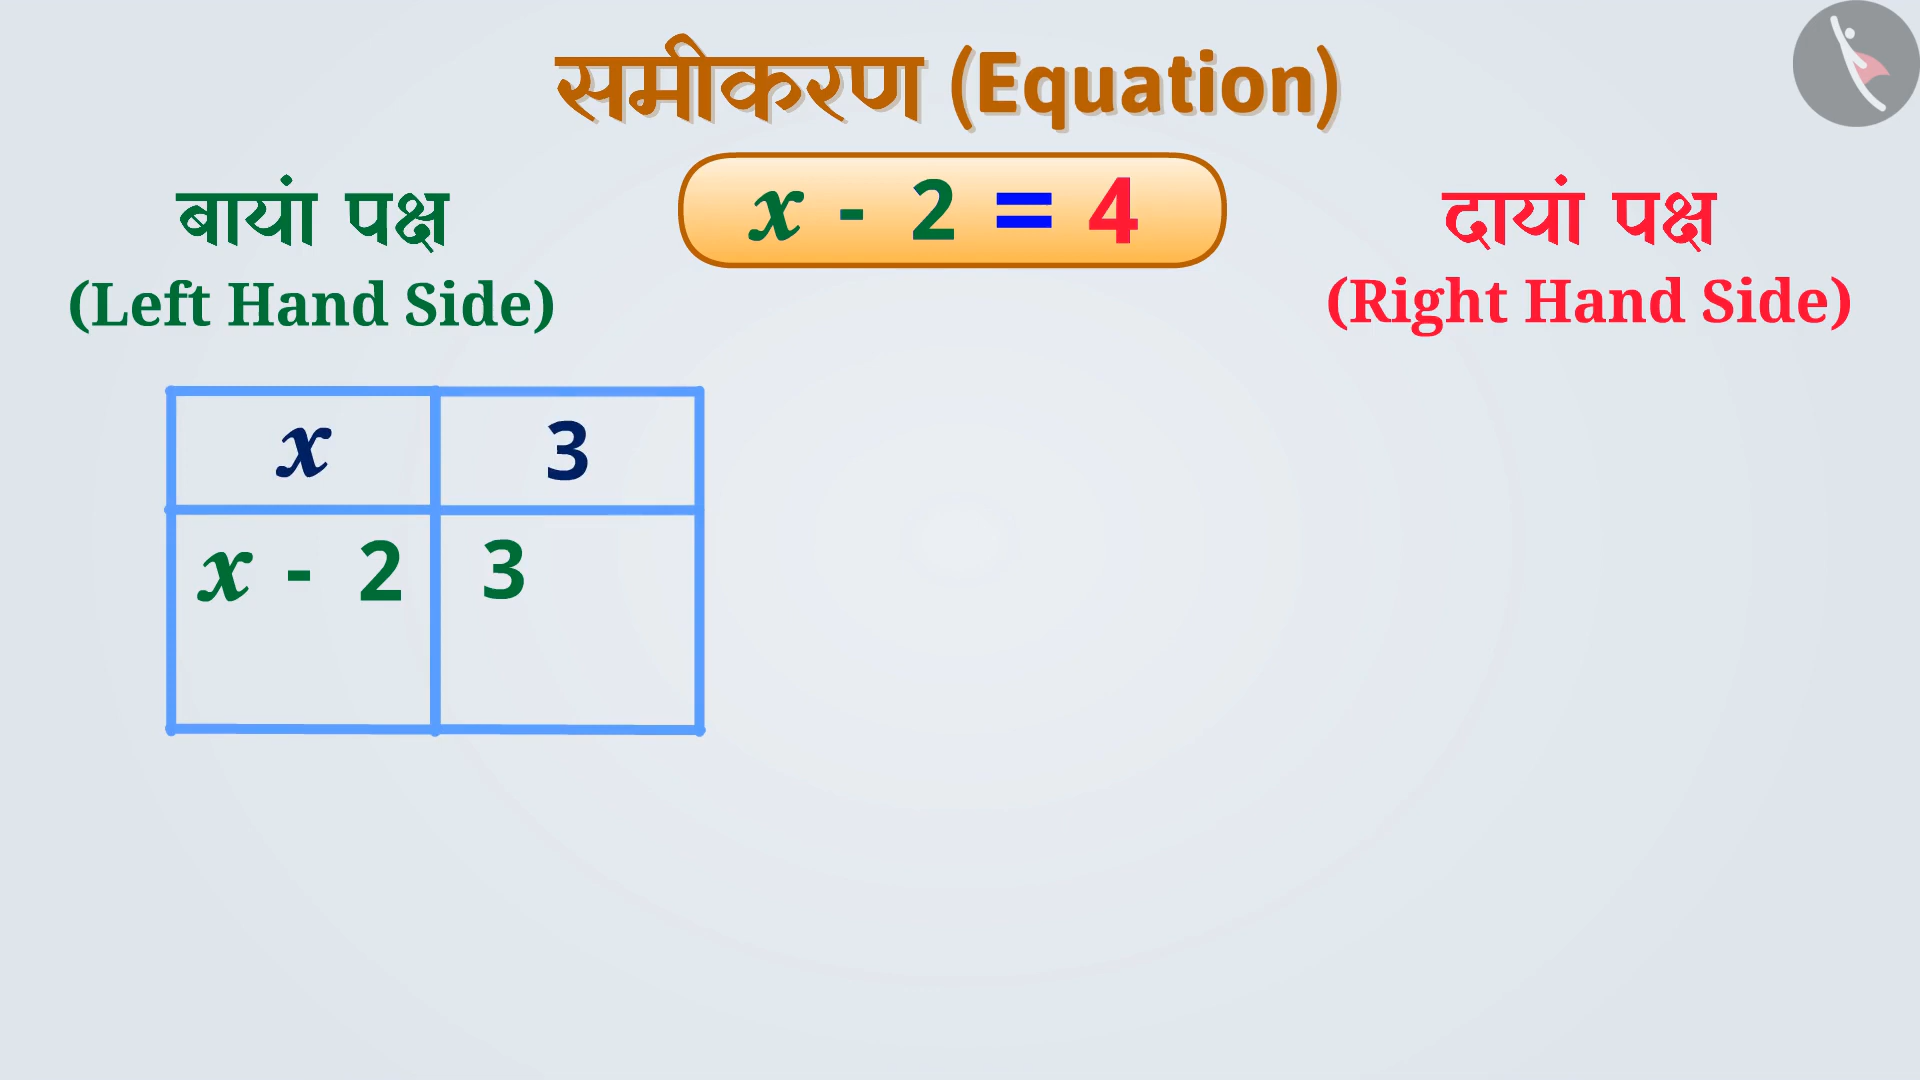 समीकरण (Equation)
x - 2 = 4
बायां पक्ष
(Left Hand Side)
दायां पक्ष
(Right Hand Side)
x 3
x - 2 3